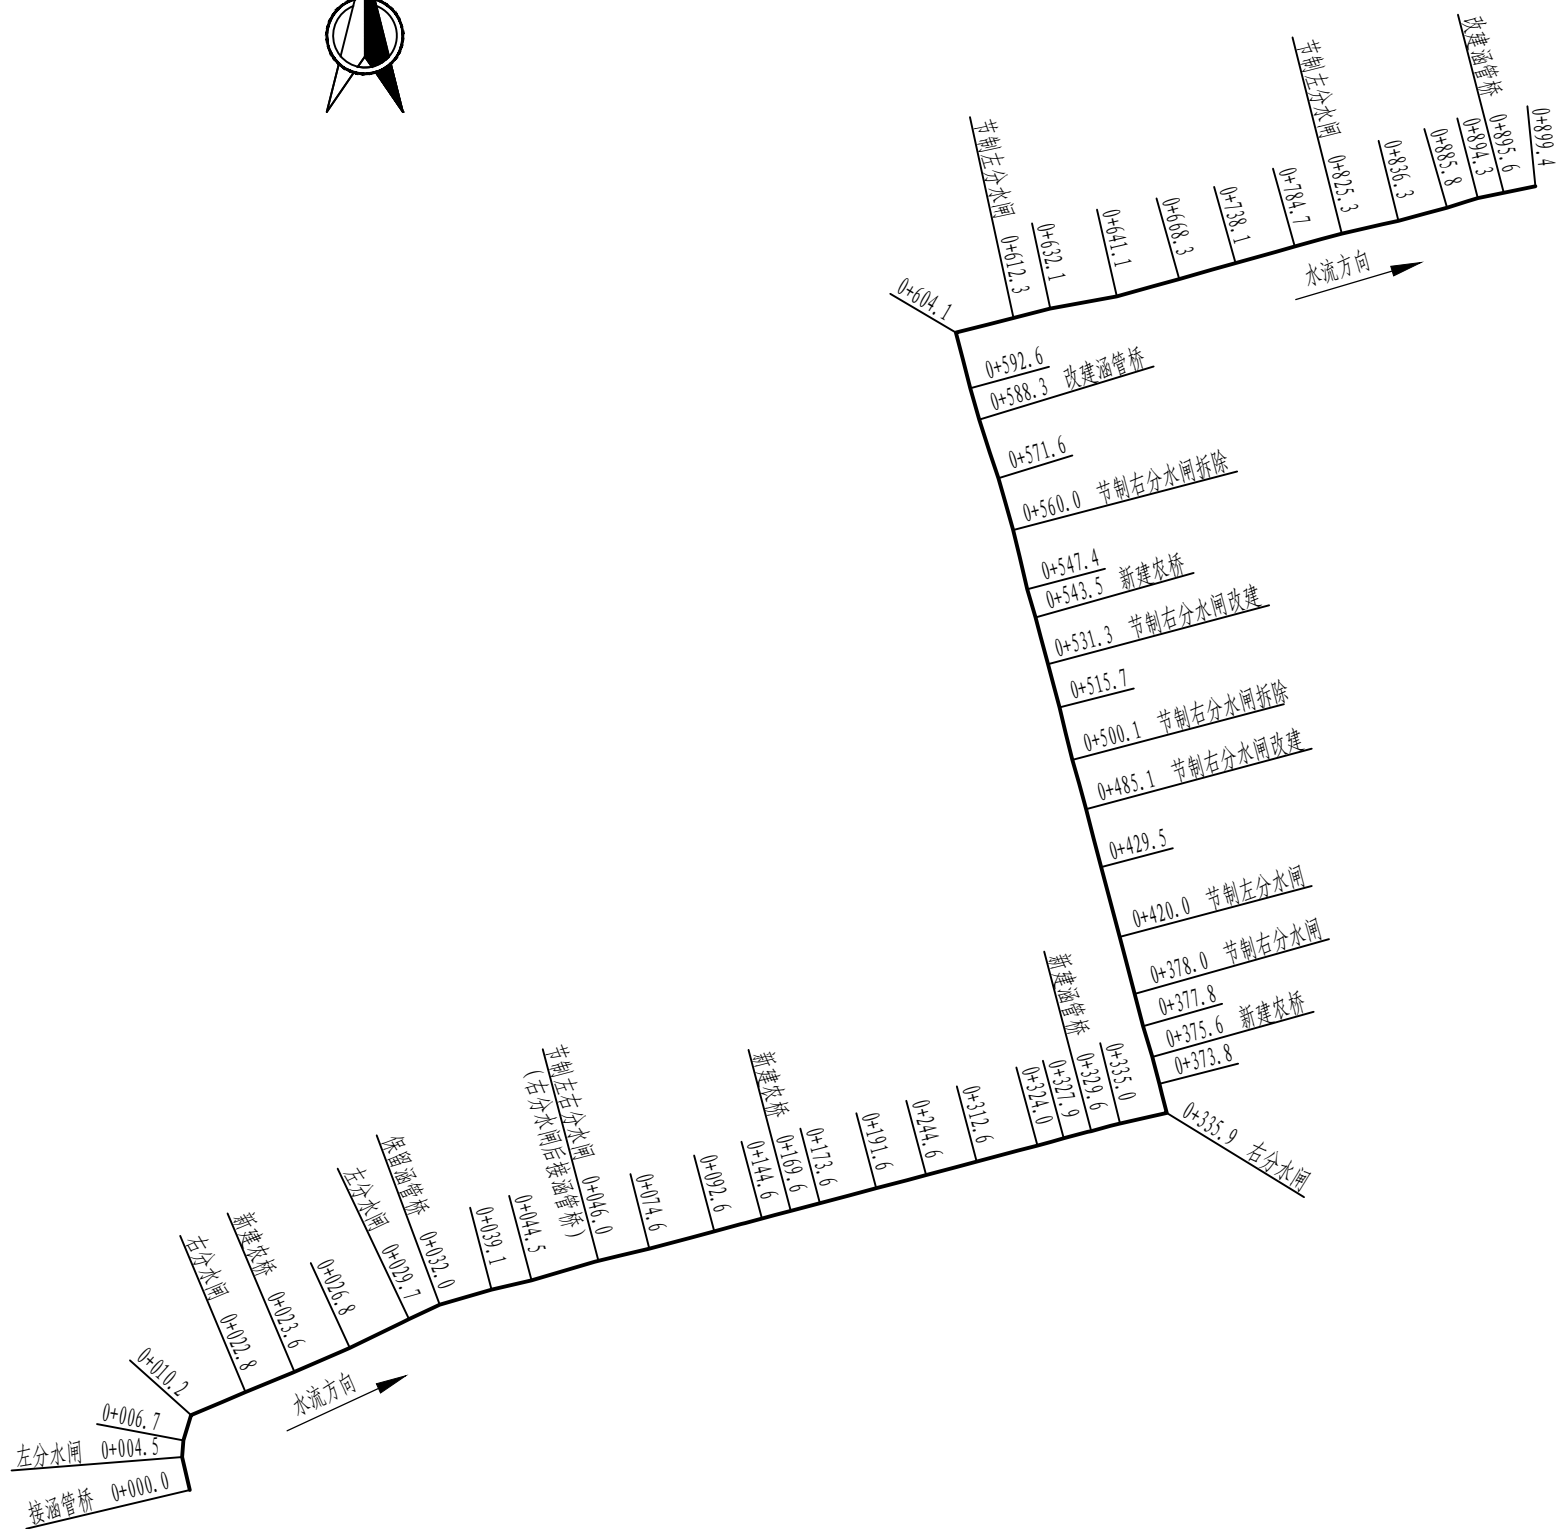 接涵管桥 0+000.0
左分水闸 0+004.5
0+006.7
0+010.2
右分水闸 0+022.8
新建农桥 0+023.6
0+026.8
左分水闸 0+029.7
保留涵管桥 0+032.0
0+039.1
0+044.5
节制左右分水闸 0+046.0
(右分水闸后接涵管桥)
0+074.6
0+092.6
0+144.6
新建农桥 0+169.6
0+173.6
0+191.6
0+244.6
0+312.6
0+324.0
0+327.9
新建涵管桥 0+329.6
0+335.0
0+335.9 右分水闸
0+373.8
0+375.6 新建农桥
0+377.8
0+378.0 节制右分水闸
0+420.0 节制左分水闸
0+429.5
0+485.1 节制右分水闸改建
0+500.1 节制右分水闸拆除
0+515.7
0+531.3 节制右分水闸改建
0+543.5 新建农桥
0+547.4
0+560.0 节制右分水闸拆除
0+571.6
0+588.3 改建涵管桥
0+592.6
0+604.1
节制左分水闸 0+612.3
0+632.1
0+641.1
0+668.3
0+738.1
0+784.7
节制左分水闸 0+825.3
0+836.3
0+885.8
0+894.3
改建涵管桥 0+895.6
0+899.4
水流方向
水流方向